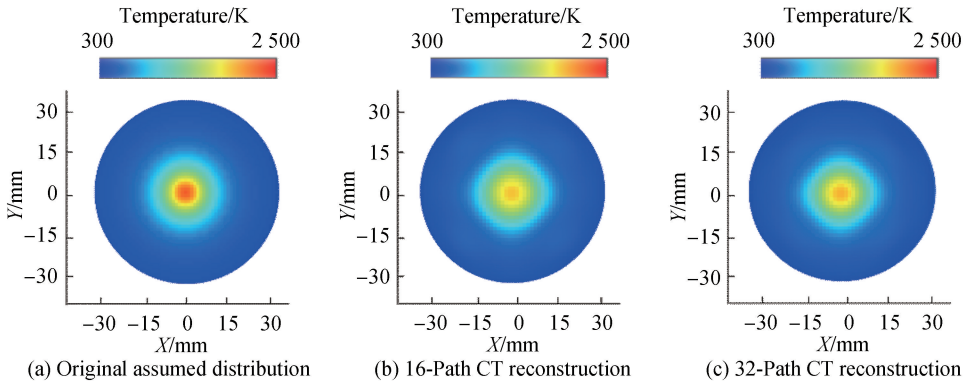 Temperature/K
300 2 500
Y/mm
30
15
0
−15
−30
−30 −15 0 15 30
X/mm
(a) Original assumed distribution
Temperature/K
300 2 500
Y/mm
30
15
0
−15
−30
−30 −15 0 15 30
X/mm
(b) 16-Path CT reconstruction
Temperature/K
300 2 500
Y/mm
30
15
0
−15
−30
−30 −15 0 15 30
X/mm
(c) 32-Path CT reconstruction